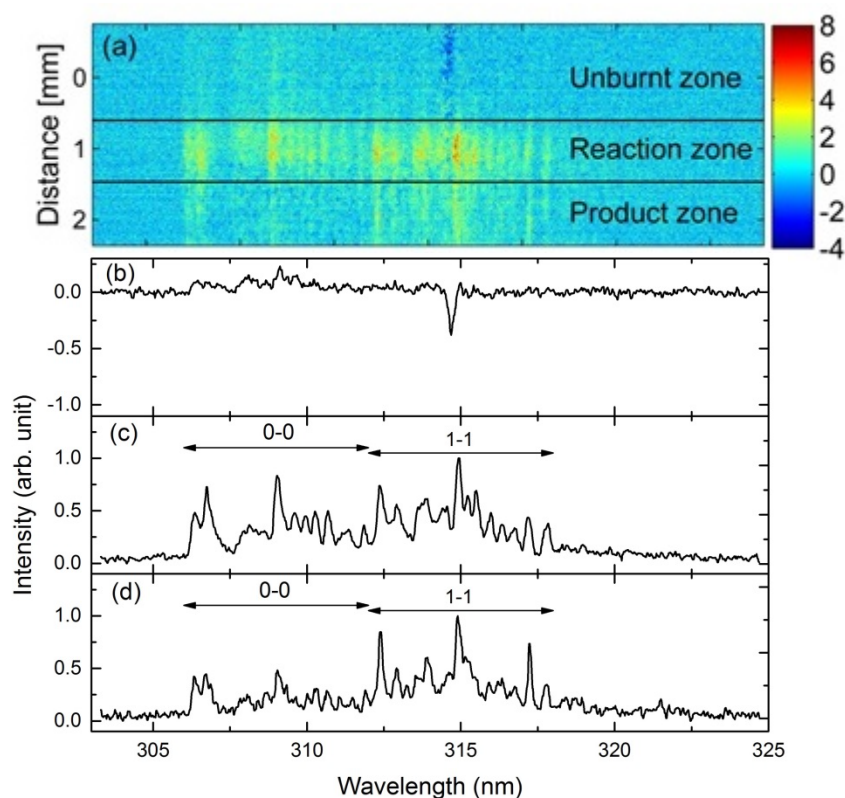 (a)
Distance [mm]
0
1
2
Unburnt zone
Reaction zone
Product zone
8
6
4
2
0
-2
-4
Intensity (arb. unit)
(b)
0.0
-0.5
-1.0
(c)
0-0
1-1
1.0
0.5
0.0
(d)
0-0
1-1
1.0
0.5
0.0
305
310
315
320
325
Wavelength (nm)